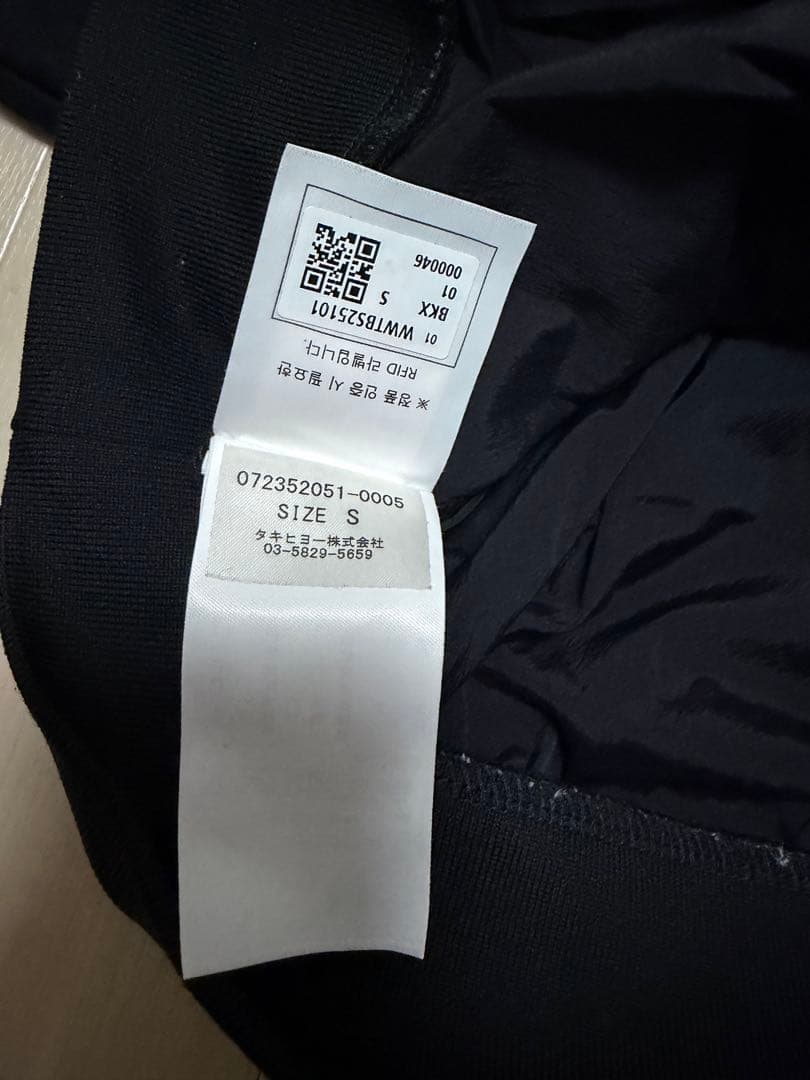 ※ 정품 인증 시 필요한
RFID 라벨입니다.
01 WWTBS25101
BKX
01 S
000046
072352051-0005
SIZE S
タキヒヨー株式会社
03-5829-5659